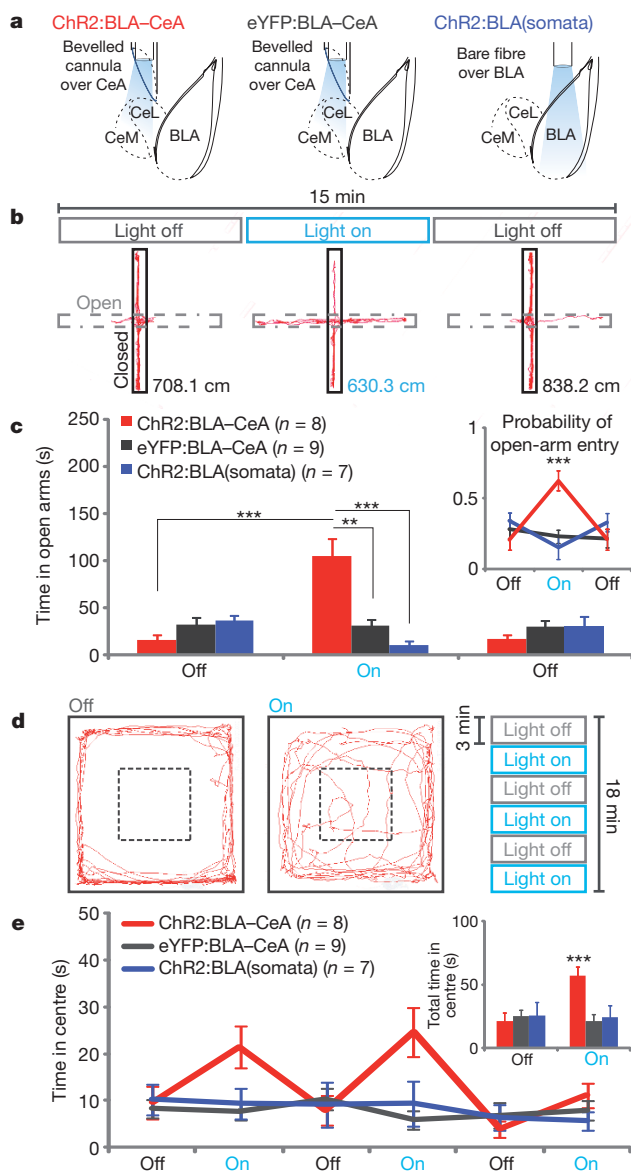 a
ChR2:BLA–CeA
eYFP:BLA–CeA
ChR2:BLA(somata)
Bevelled
cannula
over CeA
Bevelled
cannula
over CeA
Bare fibre
over BLA
CeL
CeM
BLA
CeL
CeM
BLA
CeL
CeM
BLA
b
15 min
Light off
Light on
Light off
Open
Closed
708.1 cm
630.3 cm
838.2 cm
c
Time in open arms (s)
250
200
150
100
50
0
ChR2:BLA–CeA (n = 8)
eYFP:BLA–CeA (n = 9)
ChR2:BLA(somata) (n = 7)
***
***
**
Off
On
Off
Probability of
open-arm entry
***
1
0.5
0
Off
On
Off
d
Off
On
3 min
Light off
Light on
Light off
Light on
Light off
Light on
18 min
e
Time in centre (s)
50
40
30
20
10
0
ChR2:BLA–CeA (n = 8)
eYFP:BLA–CeA (n = 9)
ChR2:BLA(somata) (n = 7)
Off
On
Off
On
Off
On
Total time in
centre (s)
100
50
0
***
Off
On